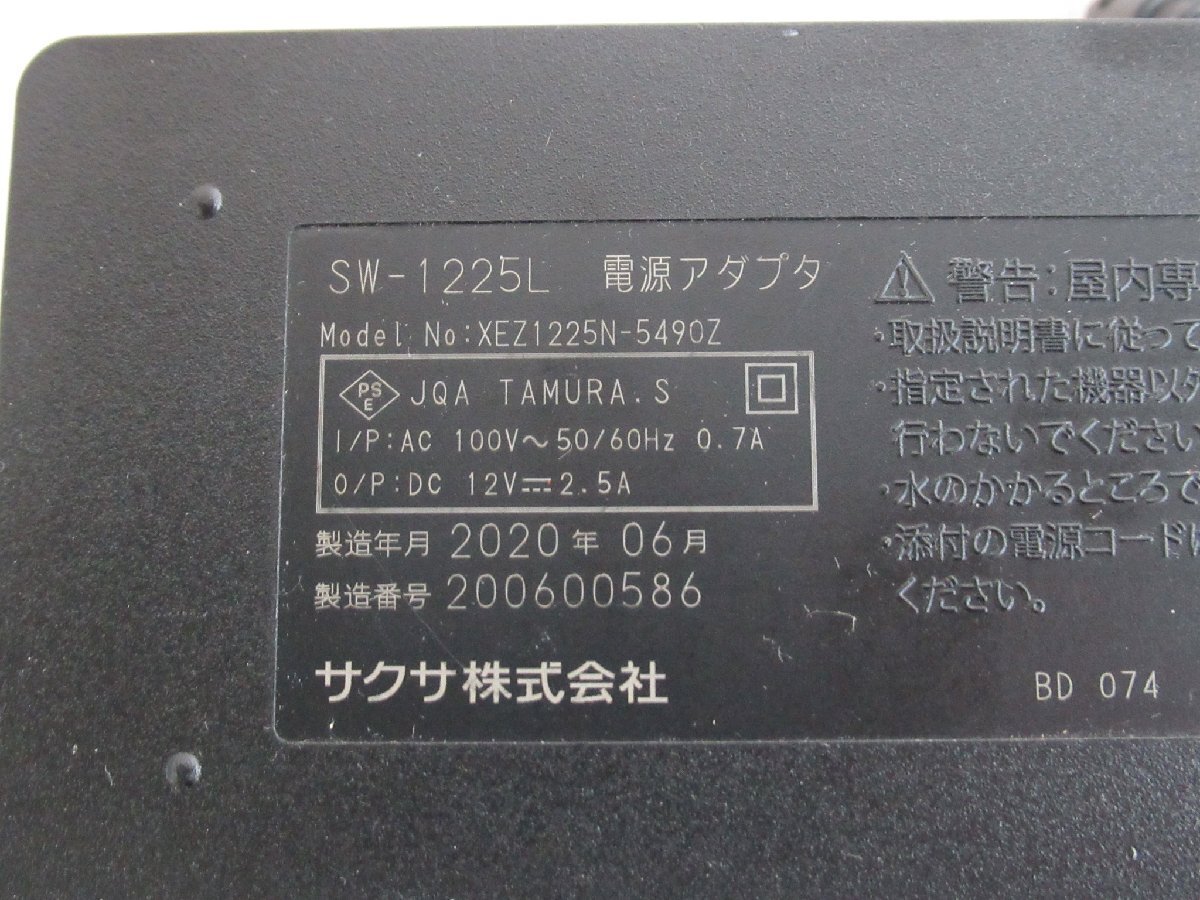 SW-1225L 電源アダプタ
Model No:XEZ1225N-5490Z
PSE JQA TAMURA.S
I/P:AC 100V～50/60Hz 0.7A
O/P:DC 12V⎓2.5A
製造年月 2020年 06月
製造番号 200600586
サクサ株式会社
警告:屋内専
・取扱説明書に従って
・指定された機器以外
行わないでください
・水のかかるところで
・添付の電源コードは
ください。
BD 074